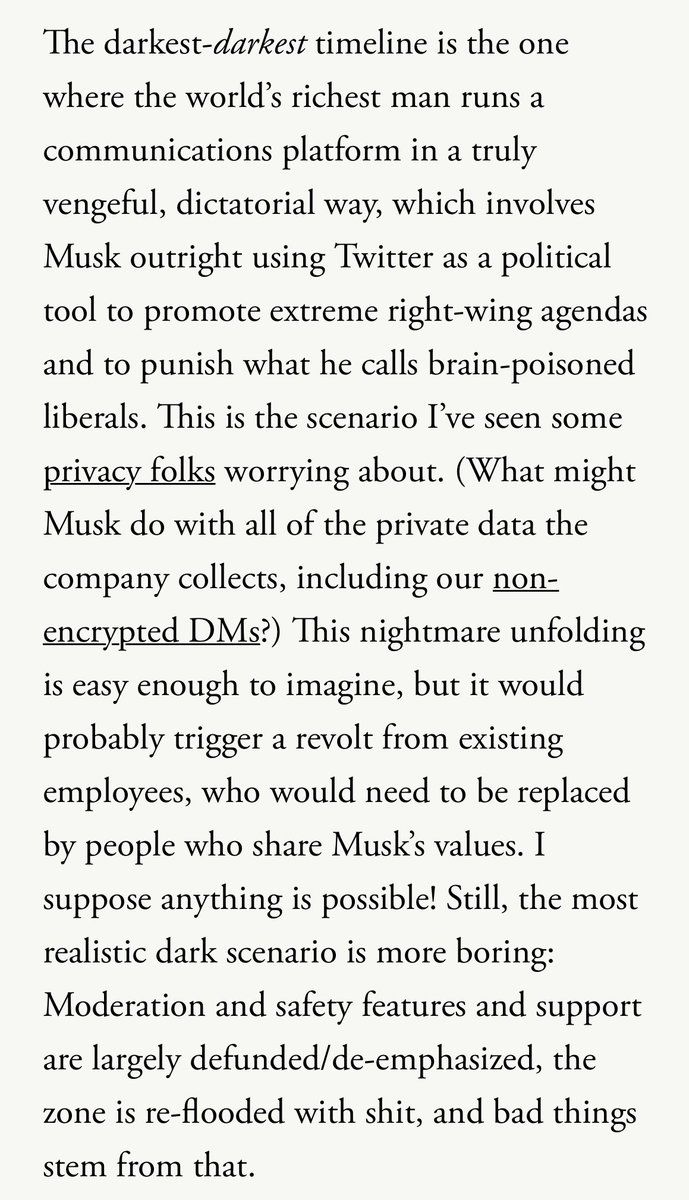 The darkest-darkest timeline is the one
where the world’s richest man runs a
communications platform in a truly
vengeful, dictatorial way, which involves
Musk outright using Twitter as a political
tool to promote extreme right-wing agendas
and to punish what he calls brain-poisoned
liberals. This is the scenario I’ve seen some
privacy folks worrying about. (What might
Musk do with all of the private data the
company collects, including our non-
encrypted DMs?) This nightmare unfolding
is easy enough to imagine, but it would
probably trigger a revolt from existing
employees, who would need to be replaced
by people who share Musk’s values. I
suppose anything is possible! Still, the most
realistic dark scenario is more boring:
Moderation and safety features and support
are largely defunded/de-emphasized, the
zone is re-flooded with shit, and bad things
stem from that.